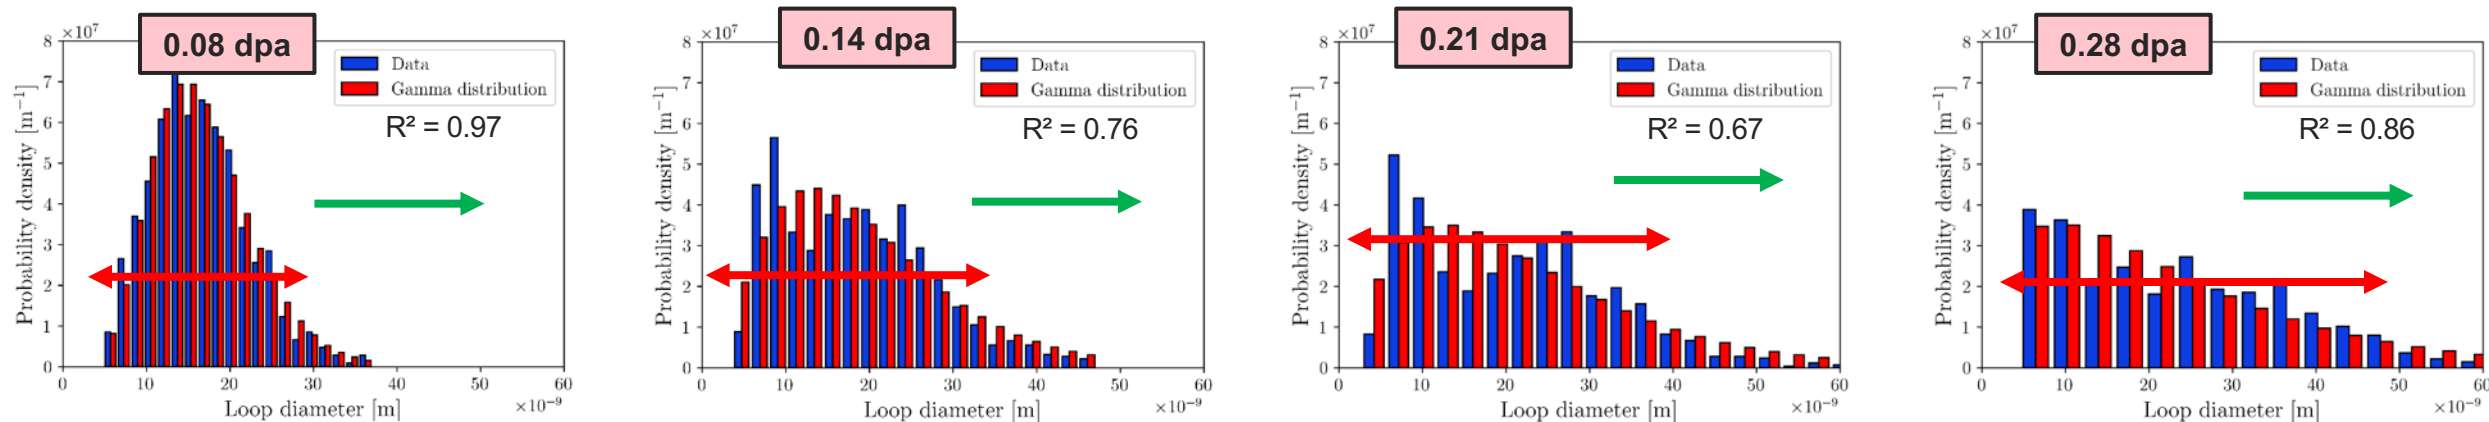 0.08 dpa
×10⁷
Data
Gamma distribution
R² = 0.97
Probability density [m⁻¹]
8
7
6
5
4
3
2
1
0
0 10 20 30 40 50 60
Loop diameter [m]
×10⁻⁹
0.14 dpa
×10⁷
Data
Gamma distribution
R² = 0.76
Probability density [m⁻¹]
8
7
6
5
4
3
2
1
0
0 10 20 30 40 50 60
Loop diameter [m]
×10⁻⁹
0.21 dpa
×10⁷
Data
Gamma distribution
R² = 0.67
Probability density [m⁻¹]
8
7
6
5
4
3
2
1
0
0 10 20 30 40 50 60
Loop diameter [m]
×10⁻⁹
0.28 dpa
×10⁷
Data
Gamma distribution
R² = 0.86
Probability density [m⁻¹]
8
7
6
5
4
3
2
1
0
0 10 20 30 40 50 60
Loop diameter [m]
×10⁻⁹